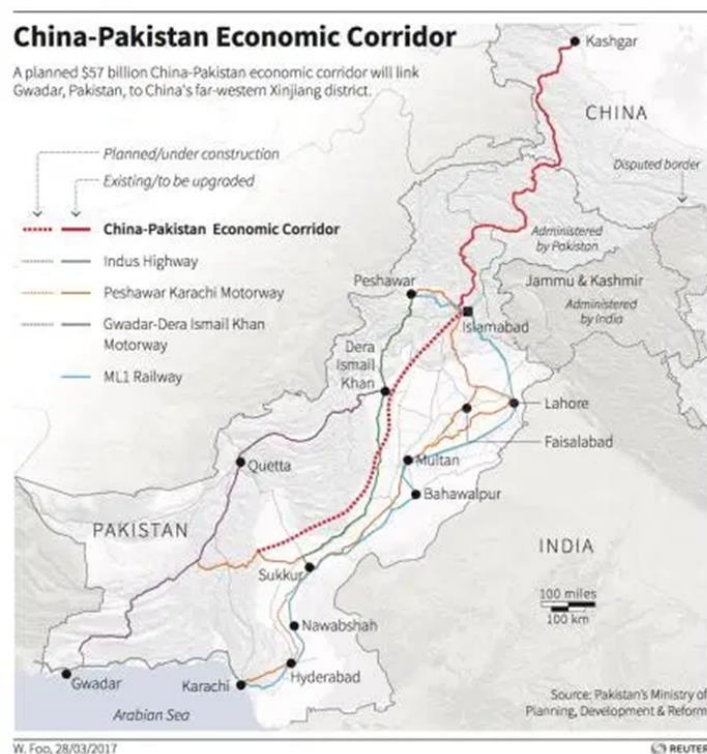 China-Pakistan Economic Corridor
A planned $57 billion China-Pakistan economic corridor will link
Gwadar, Pakistan, to China's far-western Xinjiang district.
Planned/under construction
Existing/to be upgraded
China-Pakistan Economic Corridor
Indus Highway
Peshawar Karachi Motorway
Gwadar-Dera Ismail Khan
Motorway
ML1 Railway
Kashgar
CHINA
Disputed border
Administered
by Pakistan
Jammu & Kashmir
Administered
by India
Peshawar
Islamabad
Dera
Ismail
Khan
Lahore
Faisalabad
Quetta
Multan
Bahawalpur
PAKISTAN
INDIA
Sukkur
100 miles
100 km
Nawabshah
Hyderabad
Gwadar
Karachi
Arabian Sea
Source: Pakistan's Ministry of
Planning, Development & Reform
W. Foo, 28/03/2017
REUTER